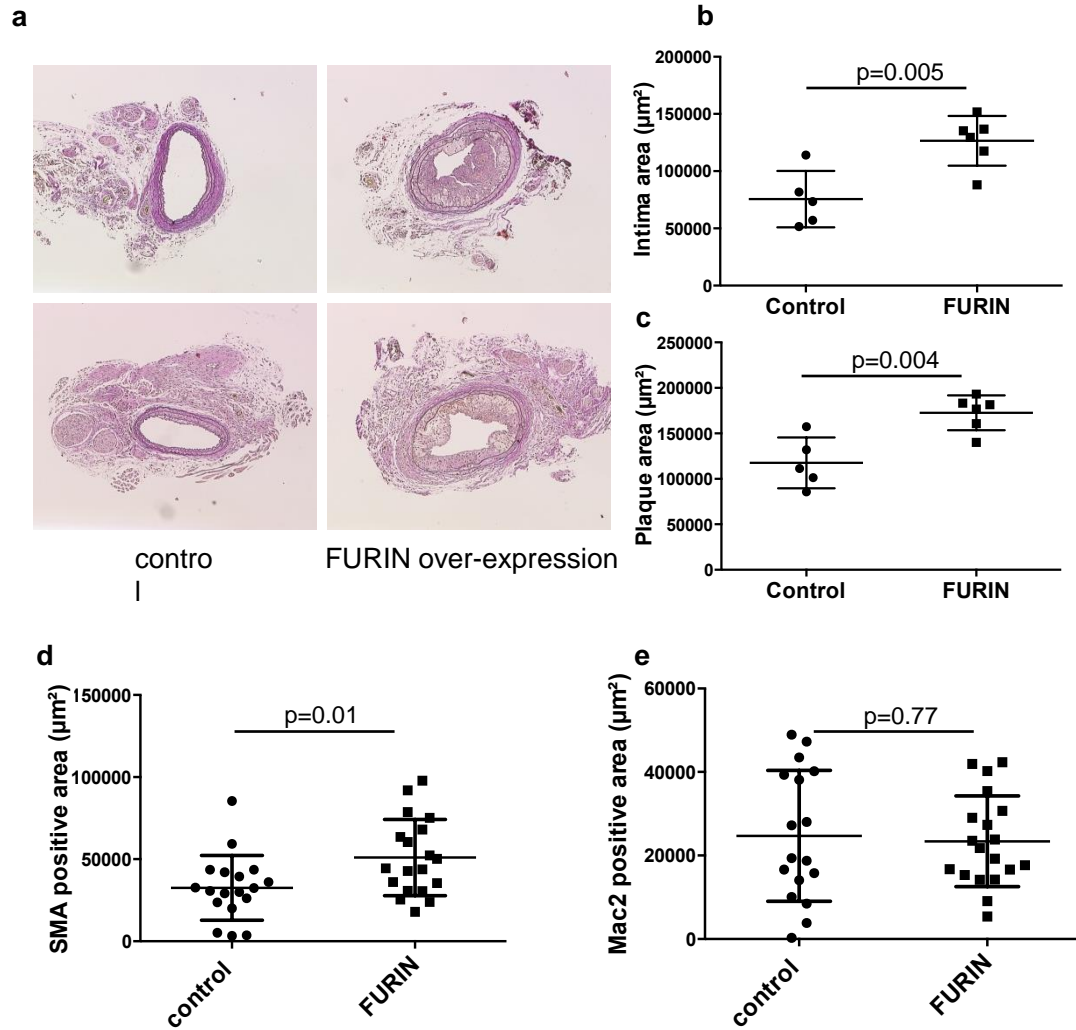 a
contro
l
FURIN over-expression
b
Intima area (µm²)
200000
150000
100000
50000
0
p=0.005
Control
FURIN
c
Plaque area (µm²)
250000
200000
150000
100000
50000
0
p=0.004
Control
FURIN
d
SMA positive area (µm²)
150000
100000
50000
0
p=0.01
control
FURIN
e
Mac2 positive area (µm²)
60000
40000
20000
0
p=0.77
control
FURIN